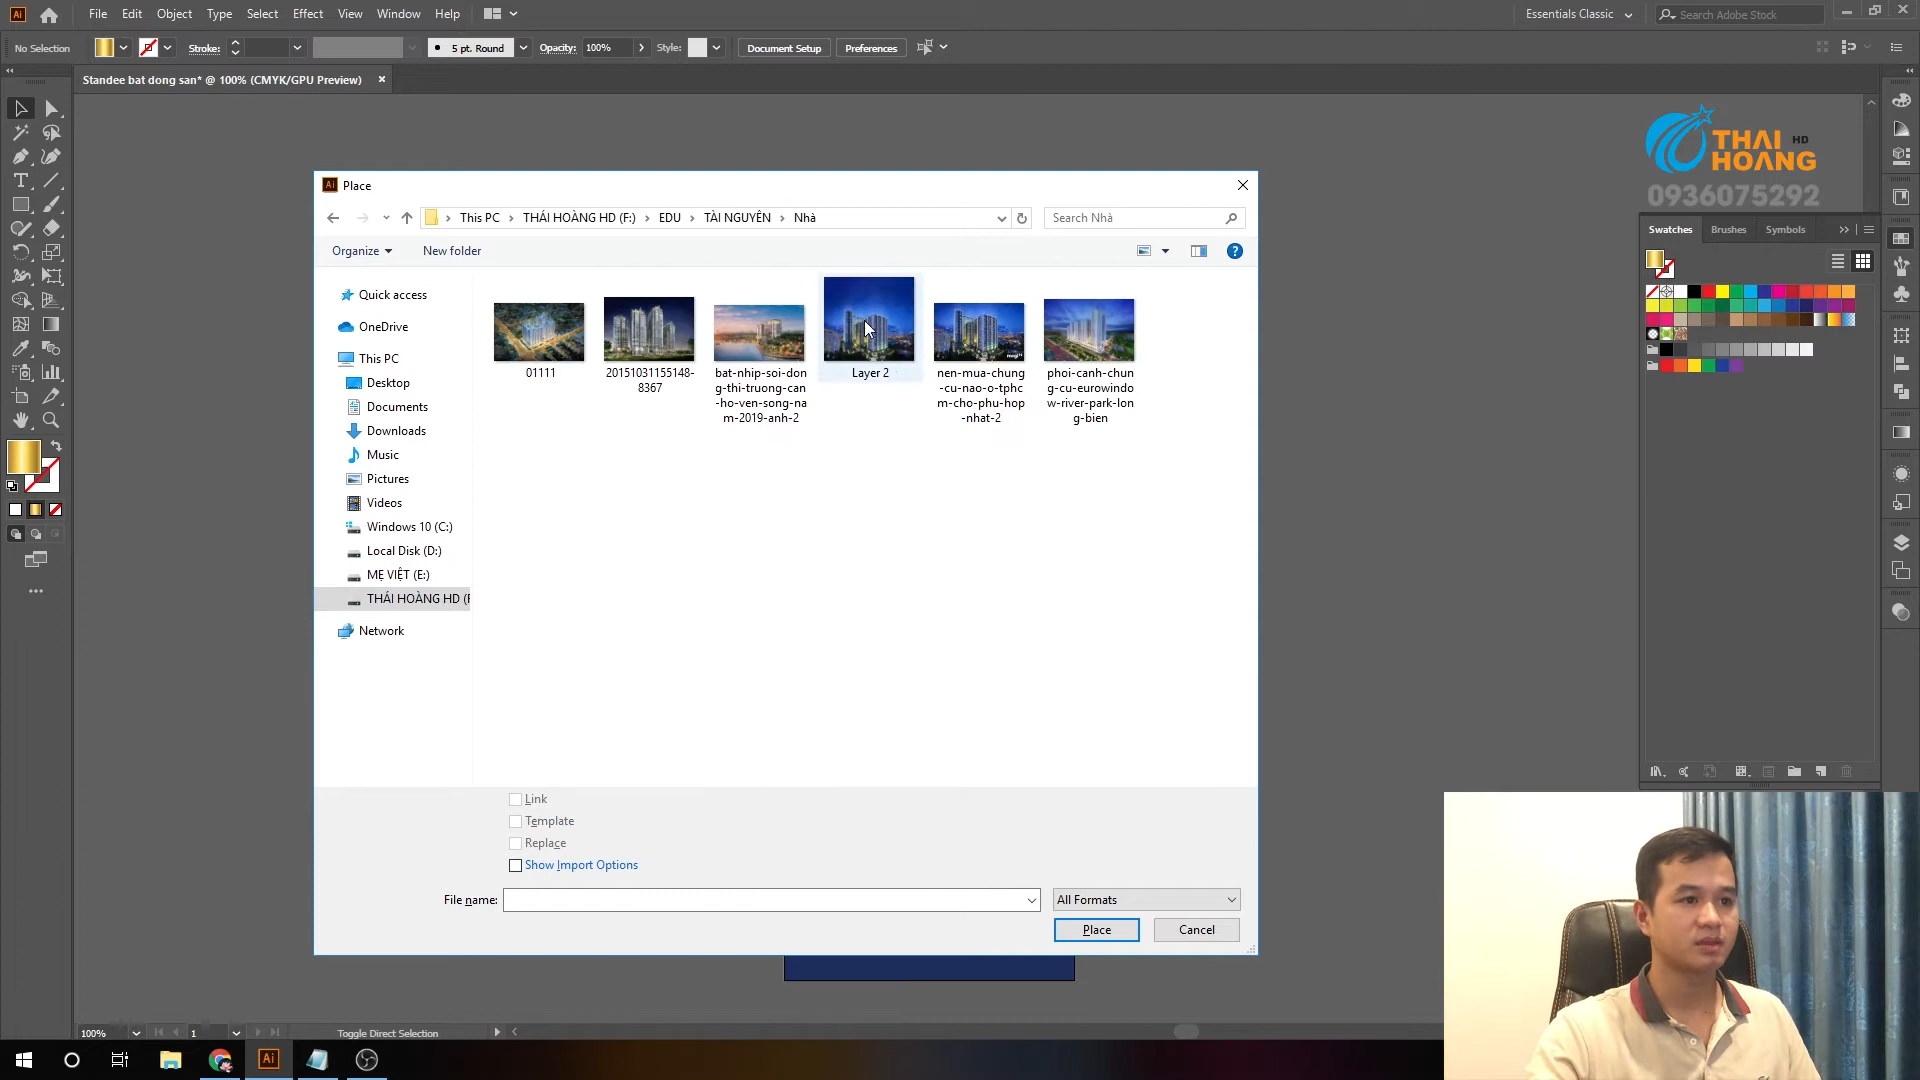 Ai File Edit Object Type Select Effect View Window Help Essentials Classic Search Adobe Stock
No Selection Stroke: 5 pt. Round Opacity: 100% Style: Document Setup Preferences
Standee bat dong san* @ 100% (CMYK/GPU Preview) ×
THAI HD
HOANG
0936075292
Ai Place
This PC THÁI HOÀNG HD (F:) EDU TÀI NGUYÊN Nhà Search Nhà
Organize New folder
Swatches Brushes Symbols
Quick access
OneDrive
This PC
Desktop
Documents
Downloads
Music
Pictures
Videos
Windows 10 (C:)
Local Disk (D:)
MẸ VIỆT (E:)
THÁI HOÀNG HD (F
Network
01111
20151031155148-
8367
bat-nhip-soi-don
g-thi-truong-can
-ho-ven-song-na
m-2019-anh-2
Layer 2
nen-mua-chung
-cu-nao-o-tphc
m-cho-phu-hop
-nhat-2
phoi-canh-chun
g-cu-eurowindo
w-river-park-lon
g-bien
Link
Template
Replace
Show Import Options
File name: All Formats
Place Cancel
100% 1 Toggle Direct Selection
Ai